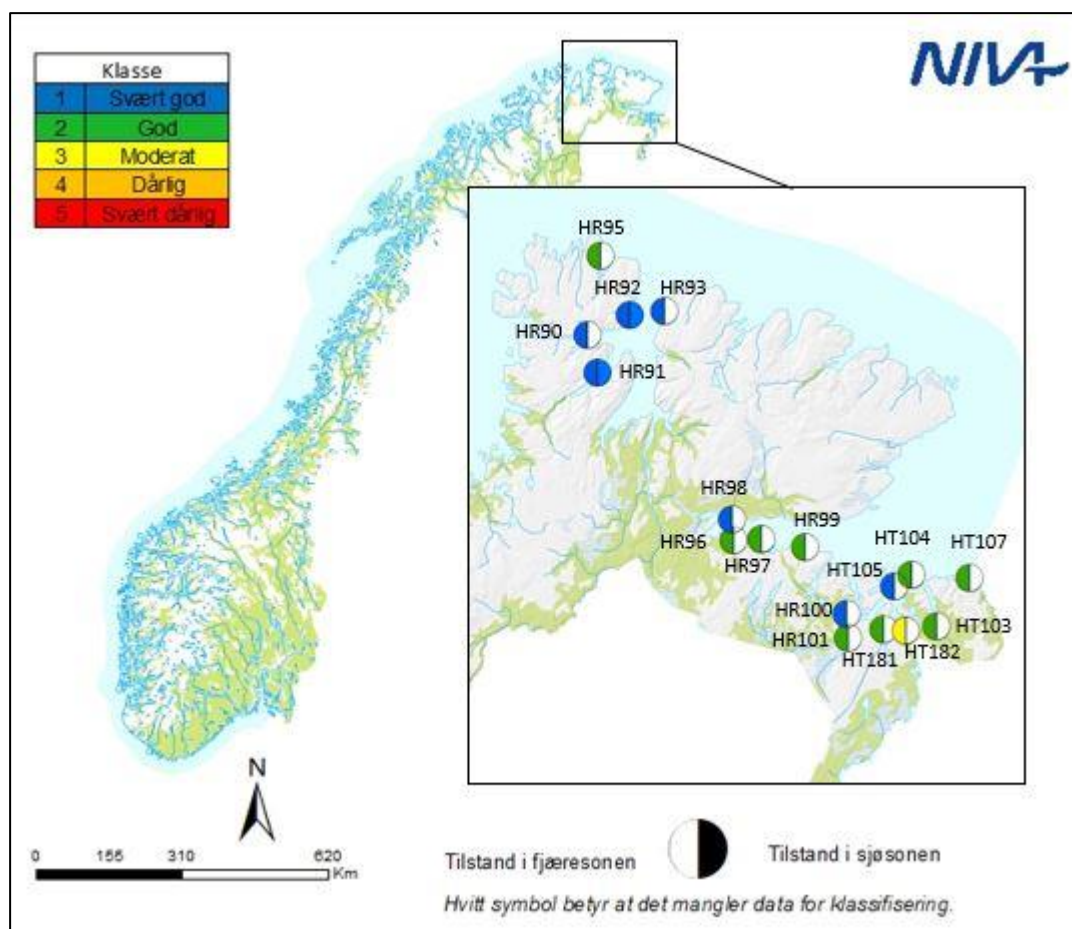 Klasse
1 Svært god
2 God
3 Moderat
4 Dårlig
5 Svært dårlig
NIVA
HR95
HR92
HR93
HR90
HR91
HR98
HR99
HR96
HR97
HT104
HT107
HT105
HR100
HR101
HT103
HT181
HT182
N
0 155 310 620
Km
Tilstand i fjæresonen
Tilstand i sjøsonen
Hvitt symbol betyr at det mangler data for klassifisering.